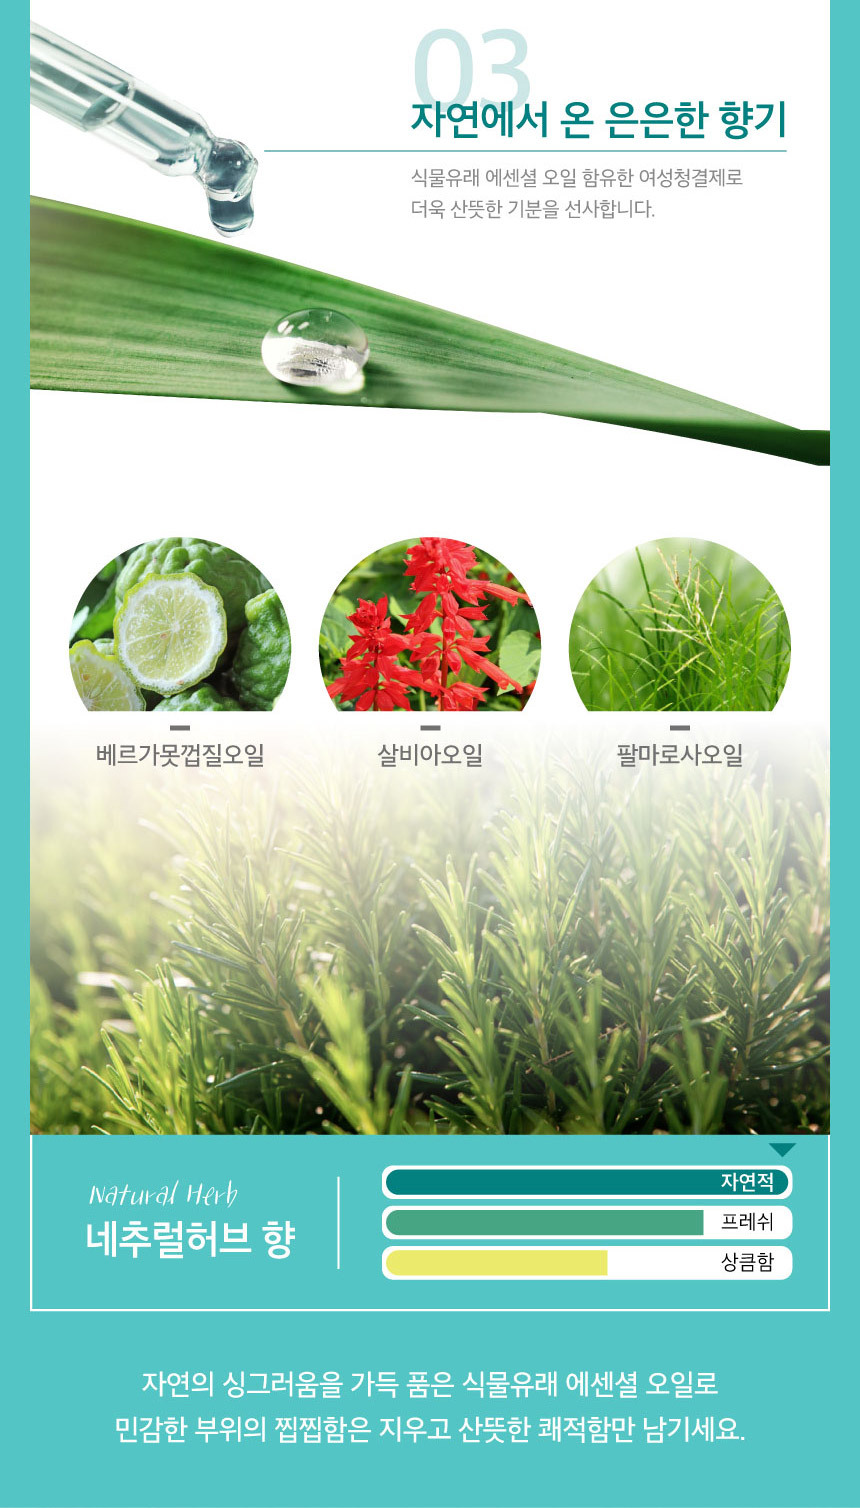 03
자연에서 온 은은한 향기
식물유래 에센셜 오일 함유한 여성청결제로
더욱 산뜻한 기분을 선사합니다.
베르가못껍질오일
살비아오일
팔마로사오일
Natural Herb
네추럴허브 향
자연적
프레쉬
상큼함
자연의 싱그러움을 가득 품은 식물유래 에센셜 오일로
민감한 부위의 찝찝함은 지우고 산뜻한 쾌적함만 남기세요.